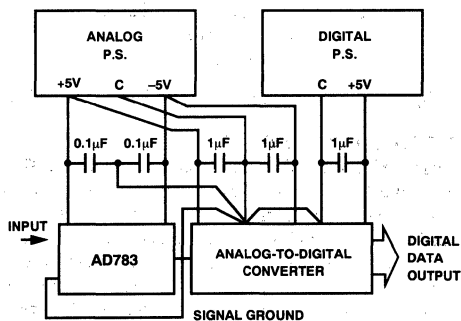 ANALOG
P.S.
+5V C –5V
DIGITAL
P.S.
C +5V
0.1µF 0.1µF 1µF 1µF 1µF
INPUT
AD783
ANALOG-TO-DIGITAL
CONVERTER
DIGITAL
DATA
OUTPUT
SIGNAL GROUND